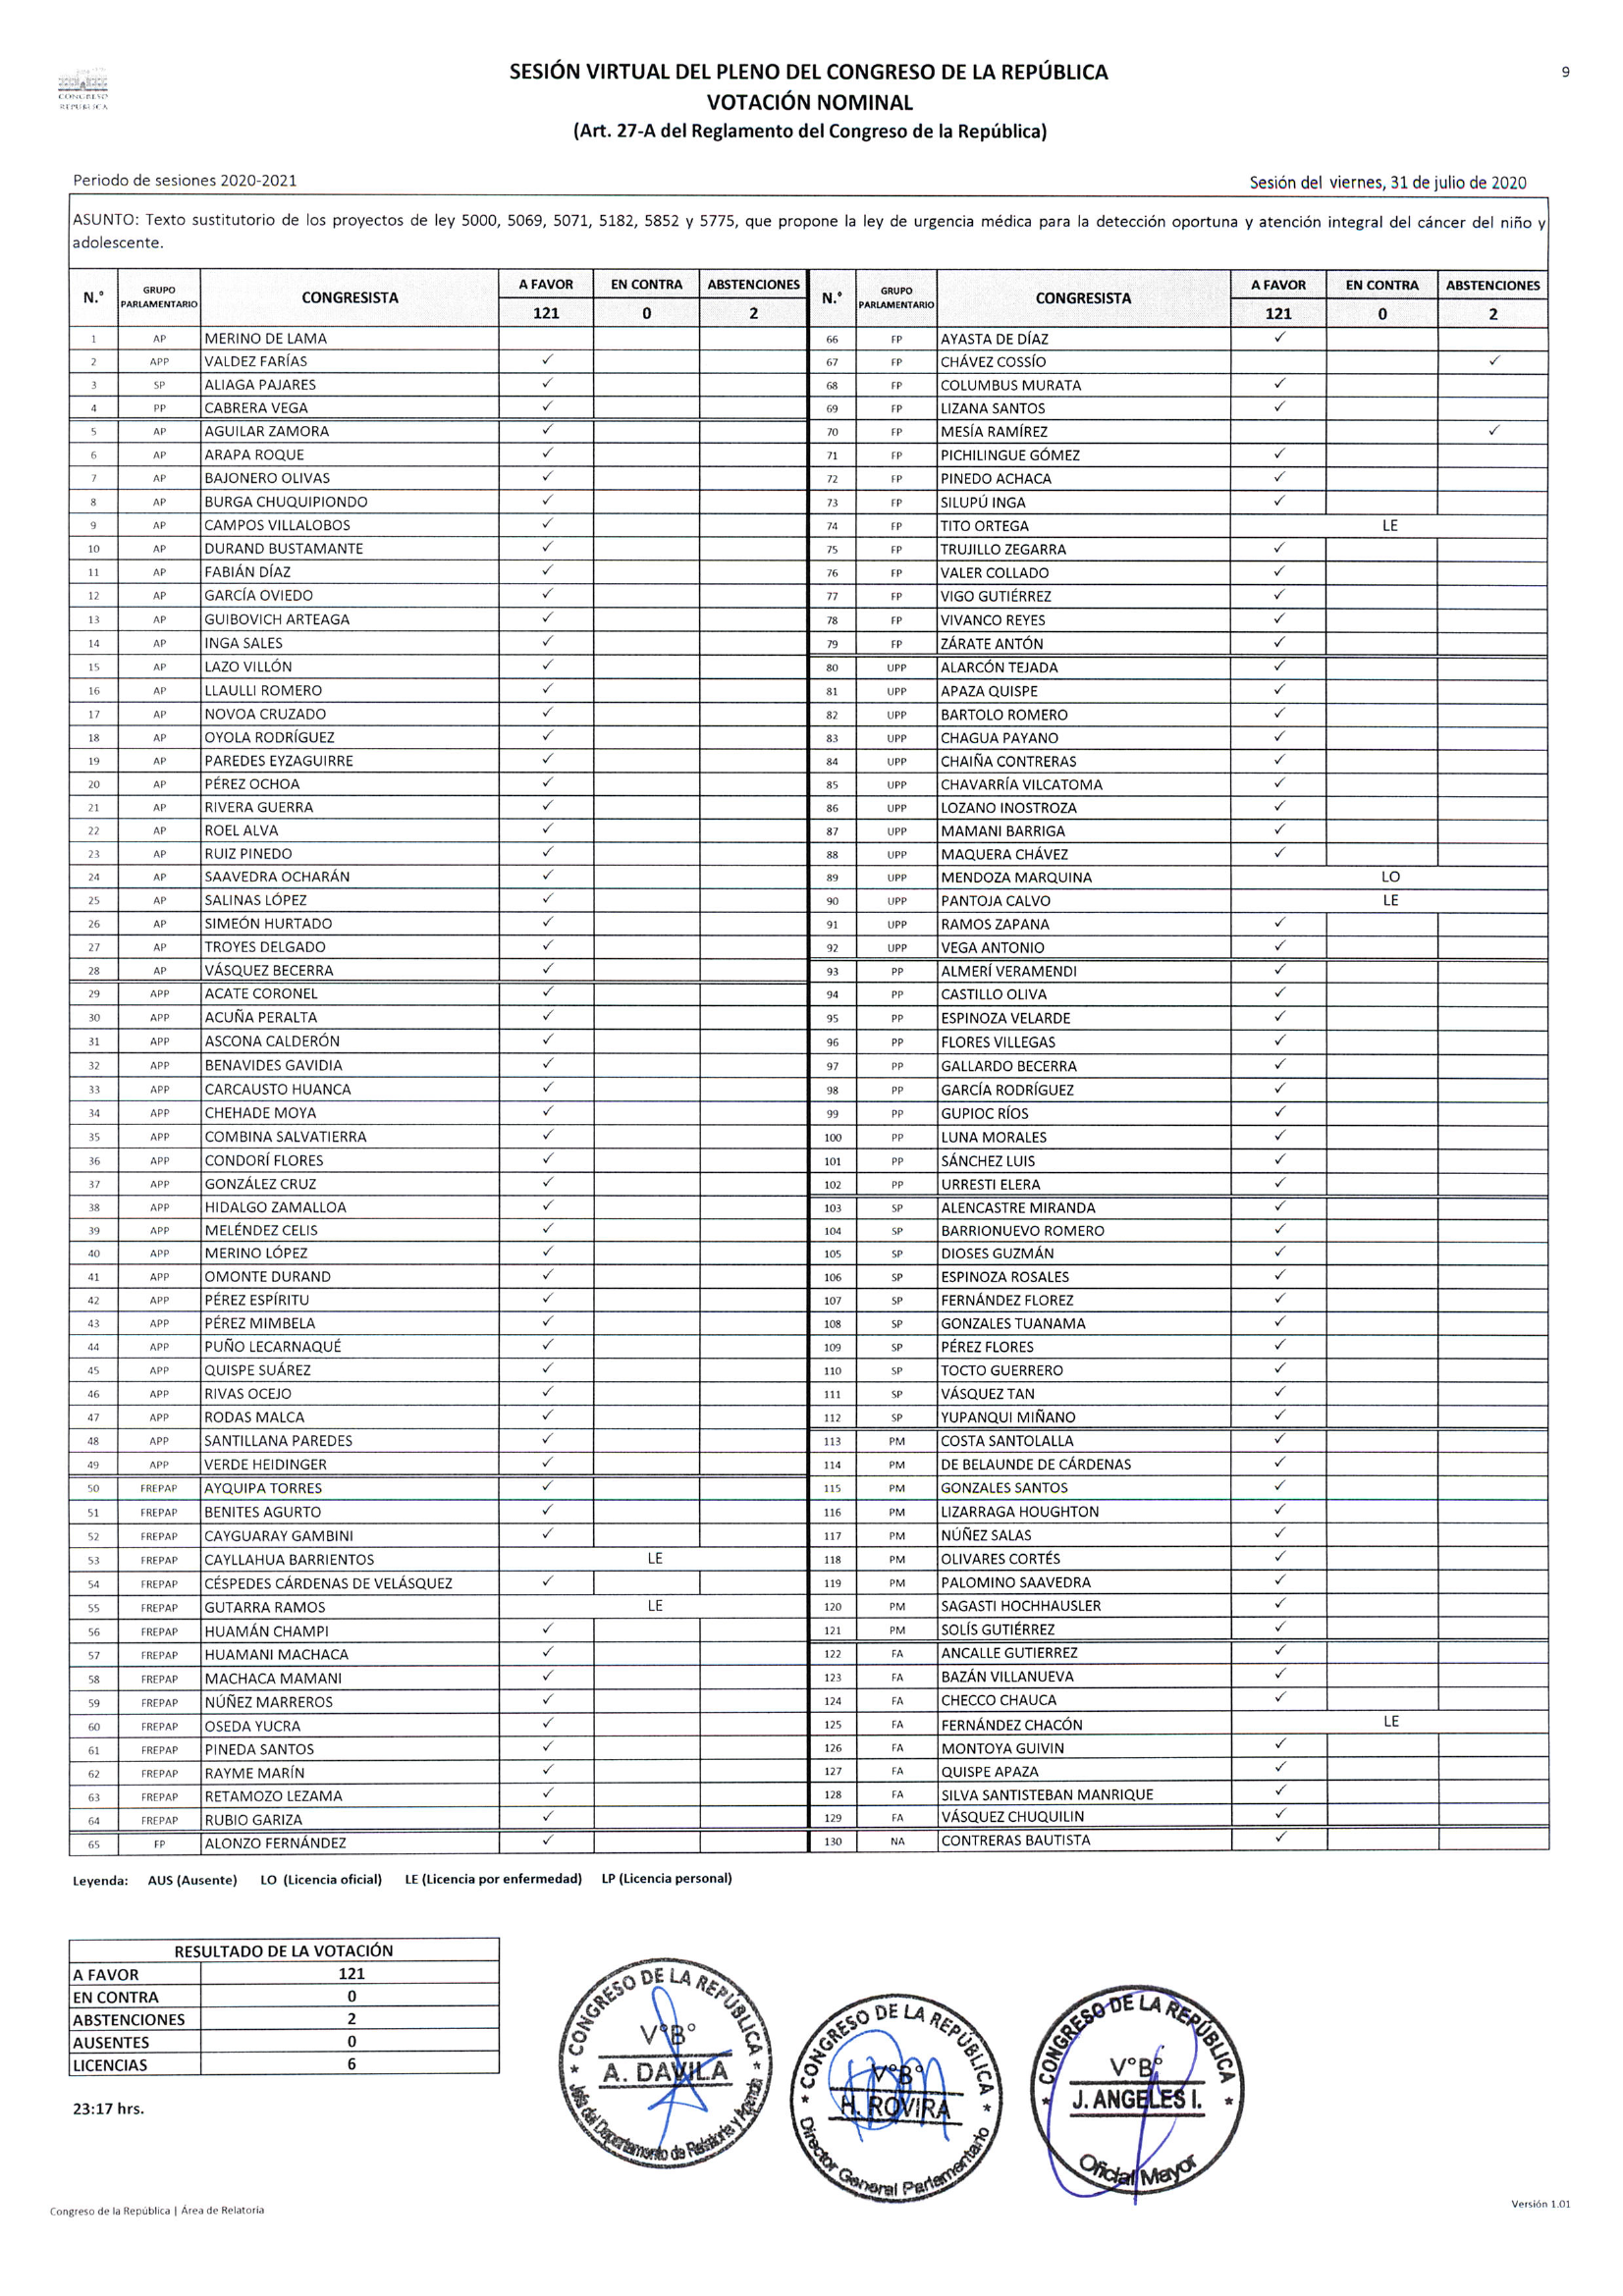 CONGRESO
REPÚBLICA
SESIÓN VIRTUAL DEL PLENO DEL CONGRESO DE LA REPÚBLICA
9
VOTACIÓN NOMINAL
(Art. 27-A del Reglamento del Congreso de la República)
Periodo de sesiones 2020-2021
Sesión del viernes, 31 de julio de 2020
ASUNTO: Texto sustitutorio de los proyectos de ley 5000, 5069, 5071, 5182, 5852 y 5775, que propone la ley de urgencia médica para la detección oportuna y atención integral del cáncer del niño y
adolescente.
N.° GRUPO PARLAMENTARIO CONGRESISTA A FAVOR EN CONTRA ABSTENCIONES
121 0 2
1 AP MERINO DE LAMA
2 APP VALDEZ FARÍAS ✓
3 SP ALIAGA PAJARES ✓
4 PP CABRERA VEGA ✓
5 AP AGUILAR ZAMORA ✓
6 AP ARAPA ROQUE ✓
7 AP BAJONERO OLIVAS ✓
8 AP BURGA CHUQUIPIONDO ✓
9 AP CAMPOS VILLALOBOS ✓
10 AP DURAND BUSTAMANTE ✓
11 AP FABIÁN DÍAZ ✓
12 AP GARCÍA OVIEDO ✓
13 AP GUIBOVICH ARTEAGA ✓
14 AP INGA SALES ✓
15 AP LAZO VILLÓN ✓
16 AP LLAULLI ROMERO ✓
17 AP NOVOA CRUZADO ✓
18 AP OYOLA RODRÍGUEZ ✓
19 AP PAREDES EYZAGUIRRE ✓
20 AP PÉREZ OCHOA ✓
21 AP RIVERA GUERRA ✓
22 AP ROEL ALVA ✓
23 AP RUIZ PINEDO ✓
24 AP SAAVEDRA OCHARÁN ✓
25 AP SALINAS LÓPEZ ✓
26 AP SIMEÓN HURTADO ✓
27 AP TROYES DELGADO ✓
28 AP VÁSQUEZ BECERRA ✓
29 APP ACATE CORONEL ✓
30 APP ACUÑA PERALTA ✓
31 APP ASCONA CALDERÓN ✓
32 APP BENAVIDES GAVIDIA ✓
33 APP CARCAUSTO HUANCA ✓
34 APP CHEHADE MOYA ✓
35 APP COMBINA SALVATIERRA ✓
36 APP CONDORÍ FLORES ✓
37 APP GONZÁLEZ CRUZ ✓
38 APP HIDALGO ZAMALLOA ✓
39 APP MELÉNDEZ CELIS ✓
40 APP MERINO LÓPEZ ✓
41 APP OMONTE DURAND ✓
42 APP PÉREZ ESPÍRITU ✓
43 APP PÉREZ MIMBELA ✓
44 APP PUÑO LECARNAQUÉ ✓
45 APP QUISPE SUÁREZ ✓
46 APP RIVAS OCEJO ✓
47 APP RODAS MALCA ✓
48 APP SANTILLANA PAREDES ✓
49 APP VERDE HEIDINGER ✓
50 FREPAP AYQUIPA TORRES ✓
51 FREPAP BENITES AGURTO ✓
52 FREPAP CAYGUARAY GAMBINI ✓
53 FREPAP CAYLLAHUA BARRIENTOS LE
54 FREPAP CÉSPEDES CÁRDENAS DE VELÁSQUEZ ✓
55 FREPAP GUTARRA RAMOS LE
56 FREPAP HUAMÁN CHAMPI ✓
57 FREPAP HUAMANI MACHACA ✓
58 FREPAP MACHACA MAMANI ✓
59 FREPAP NÚÑEZ MARREROS ✓
60 FREPAP OSEDA YUCRA ✓
61 FREPAP PINEDA SANTOS ✓
62 FREPAP RAYME MARÍN ✓
63 FREPAP RETAMOZO LEZAMA ✓
64 FREPAP RUBIO GARIZA ✓
65 FP ALONZO FERNÁNDEZ ✓
N.° GRUPO PARLAMENTARIO CONGRESISTA A FAVOR EN CONTRA ABSTENCIONES
121 0 2
66 FP AYASTA DE DÍAZ ✓
67 FP CHÁVEZ COSSÍO ✓
68 FP COLUMBUS MURATA ✓
69 FP LIZANA SANTOS ✓
70 FP MESÍA RAMÍREZ ✓
71 FP PICHILINGUE GÓMEZ ✓
72 FP PINEDO ACHACA ✓
73 FP SILUPÚ INGA ✓
74 FP TITO ORTEGA LE
75 FP TRUJILLO ZEGARRA ✓
76 FP VALER COLLADO ✓
77 FP VIGO GUTIÉRREZ ✓
78 FP VIVANCO REYES ✓
79 FP ZÁRATE ANTÓN ✓
80 UPP ALARCÓN TEJADA ✓
81 UPP APAZA QUISPE ✓
82 UPP BARTOLO ROMERO ✓
83 UPP CHAGUA PAYANO ✓
84 UPP CHAIÑA CONTRERAS ✓
85 UPP CHAVARRÍA VILCATOMA ✓
86 UPP LOZANO INOSTROZA ✓
87 UPP MAMANI BARRIGA ✓
88 UPP MAQUERA CHÁVEZ ✓
89 UPP MENDOZA MARQUINA LO
90 UPP PANTOJA CALVO LE
91 UPP RAMOS ZAPANA ✓
92 UPP VEGA ANTONIO ✓
93 PP ALMERÍ VERAMENDI ✓
94 PP CASTILLO OLIVA ✓
95 PP ESPINOZA VELARDE ✓
96 PP FLORES VILLEGAS ✓
97 PP GALLARDO BECERRA ✓
98 PP GARCÍA RODRÍGUEZ ✓
99 PP GUPIOC RÍOS ✓
100 PP LUNA MORALES ✓
101 PP SÁNCHEZ LUIS ✓
102 PP URRESTI ELERA ✓
103 SP ALENCASTRE MIRANDA ✓
104 SP BARRIONUEVO ROMERO ✓
105 SP DIOSES GUZMÁN ✓
106 SP ESPINOZA ROSALES ✓
107 SP FERNÁNDEZ FLOREZ ✓
108 SP GONZALES TUANAMA ✓
109 SP PÉREZ FLORES ✓
110 SP TOCTO GUERRERO ✓
111 SP VÁSQUEZ TAN ✓
112 SP YUPANQUI MIÑANO ✓
113 PM COSTA SANTOLALLA ✓
114 PM DE BELAUNDE DE CÁRDENAS ✓
115 PM GONZALES SANTOS ✓
116 PM LIZARRAGA HOUGHTON ✓
117 PM NÚÑEZ SALAS ✓
118 PM OLIVARES CORTÉS ✓
119 PM PALOMINO SAAVEDRA ✓
120 PM SAGASTI HOCHHAUSLER ✓
121 PM SOLÍS GUTIÉRREZ ✓
122 FA ANCALLE GUTIERREZ ✓
123 FA BAZÁN VILLANUEVA ✓
124 FA CHECCO CHAUCA ✓
125 FA FERNÁNDEZ CHACÓN LE
126 FA MONTOYA GUIVIN ✓
127 FA QUISPE APAZA ✓
128 FA SILVA SANTISTEBAN MANRIQUE ✓
129 FA VÁSQUEZ CHUQUILIN ✓
130 NA CONTRERAS BAUTISTA ✓
Leyenda: AUS (Ausente) LO (Licencia oficial) LE (Licencia por enfermedad) LP (Licencia personal)
RESULTADO DE LA VOTACIÓN
A FAVOR 121
EN CONTRA 0
ABSTENCIONES 2
AUSENTES 0
LICENCIAS 6
23:17 hrs.
* CONGRESO DE LA REPÚBLICA *
V°B°
A. DAVILA
Jefa del Departamento de Relatoría y Agenda
* CONGRESO DE LA REPÚBLICA *
V°B°
H. ROVIRA
Director General Parlamentario
* CONGRESO DE LA REPÚBLICA *
V°B°
J. ANGELES I.
Oficial Mayor
Congreso de la República | Área de Relatoría
Versión 1.01